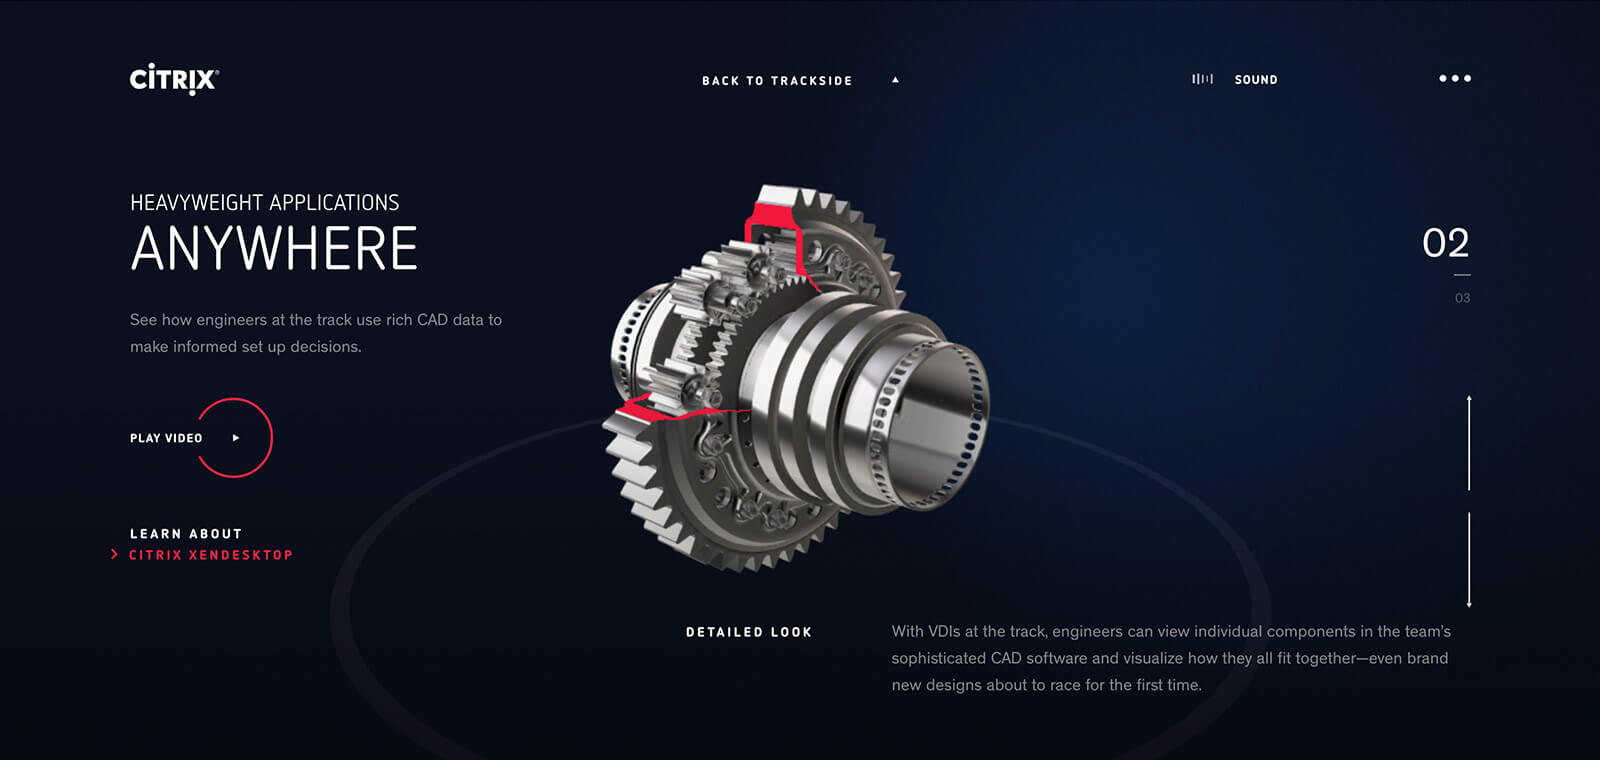 CiTRIX®
BACK TO TRACKSIDE
SOUND
HEAVYWEIGHT APPLICATIONS
ANYWHERE
See how engineers at the track use rich CAD data to
make informed set up decisions.
PLAY VIDEO
LEARN ABOUT
CITRIX XENDESKTOP
02
03
DETAILED LOOK
With VDIs at the track, engineers can view individual components in the team’s
sophisticated CAD software and visualize how they all fit together—even brand
new designs about to race for the first time.